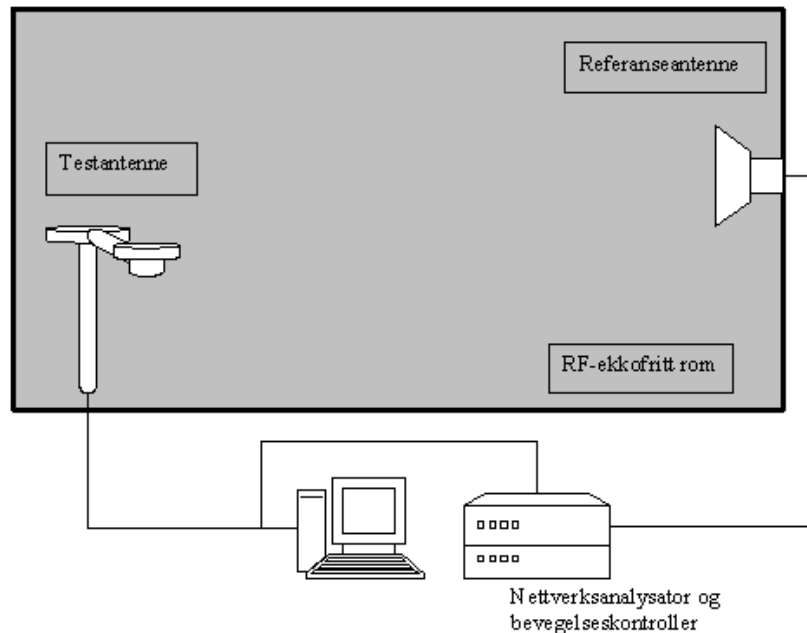 Referanseantenne
Testantenne
RF-ekkofritt rom
Nettverksanalysator og
bevegelseskontroller